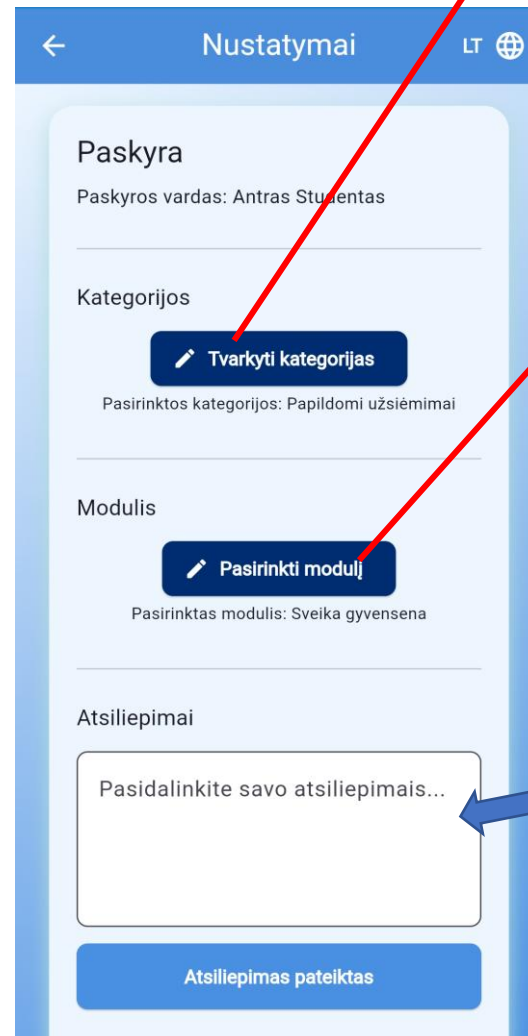 Nustatymai LT
Paskyra
Paskyros vardas: Antras Studentas
Kategorijos
Tvarkyti kategorijas
Pasirinktos kategorijos: Papildomi užsiėmimai
Modulis
Pasirinkti modulį
Pasirinktas modulis: Sveika gyvensena
Atsiliepimai
Pasidalinkite savo atsiliepimais...
Atsiliepimas pateiktas